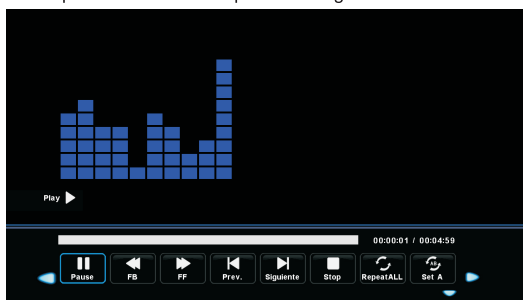 Play
00:00:01 / 00:04:59
Pause FB FF Prev. Siguiente Stop RepeatALL Set A